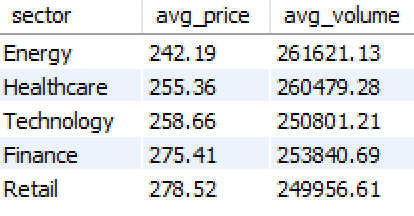 sector avg_price avg_volume
Energy 242.19 261621.13
Healthcare 255.36 260479.28
Technology 258.66 250801.21
Finance 275.41 253840.69
Retail 278.52 249956.61